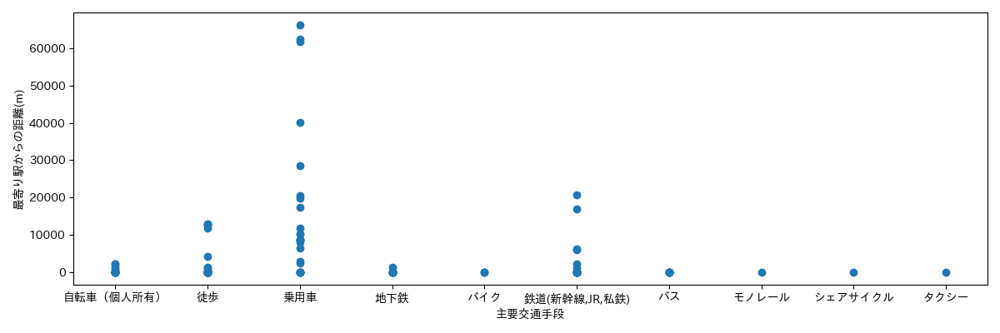 最寄り駅からの距離(m)
60000
50000
40000
30000
20000
10000
0
自転車（個人所有） 徒歩 乗用車 地下鉄 バイク 鉄道(新幹線,JR,私鉄) バス モノレール シェアサイクル タクシー
主要交通手段